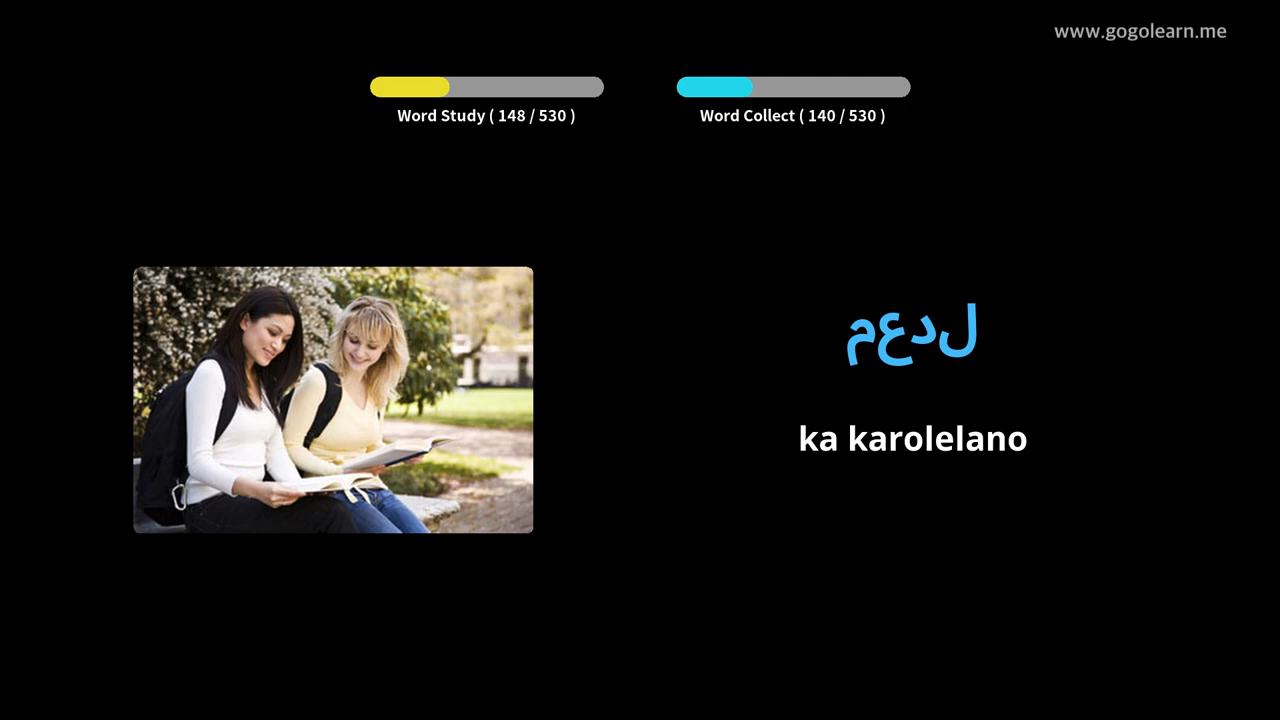 www.gogolearn.me
Word Study ( 148 / 530 )
Word Collect ( 140 / 530 )
معدل
ka karolelano